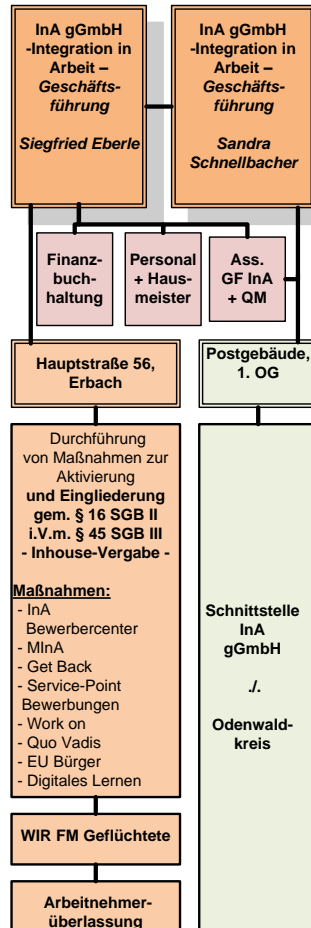 InA gGmbH
-Integration in
Arbeit –
Geschäfts-
führung
Siegfried Eberle
InA gGmbH
-Integration in
Arbeit –
Geschäfts-
führung
Sandra
Schnellbacher
Finanz-
buch-
haltung
Personal
+ Haus-
meister
Ass.
GF InA
+ QM
Hauptstraße 56,
Erbach
Postgebäude,
1. OG
Durchführung
von Maßnahmen zur
Aktivierung
und Eingliederung
gem. § 16 SGB II
i.V.m. § 45 SGB III
- Inhouse-Vergabe -
Maßnahmen:
- InA
Bewerbercenter
- MInA
- Get Back
- Service-Point
Bewerbungen
- Work on
- Quo Vadis
- EU Bürger
- Digitales Lernen
Schnittstelle
InA
gGmbH
./.
Odenwald-
kreis
WIR FM Geflüchtete
Arbeitnehmer-
überlassung